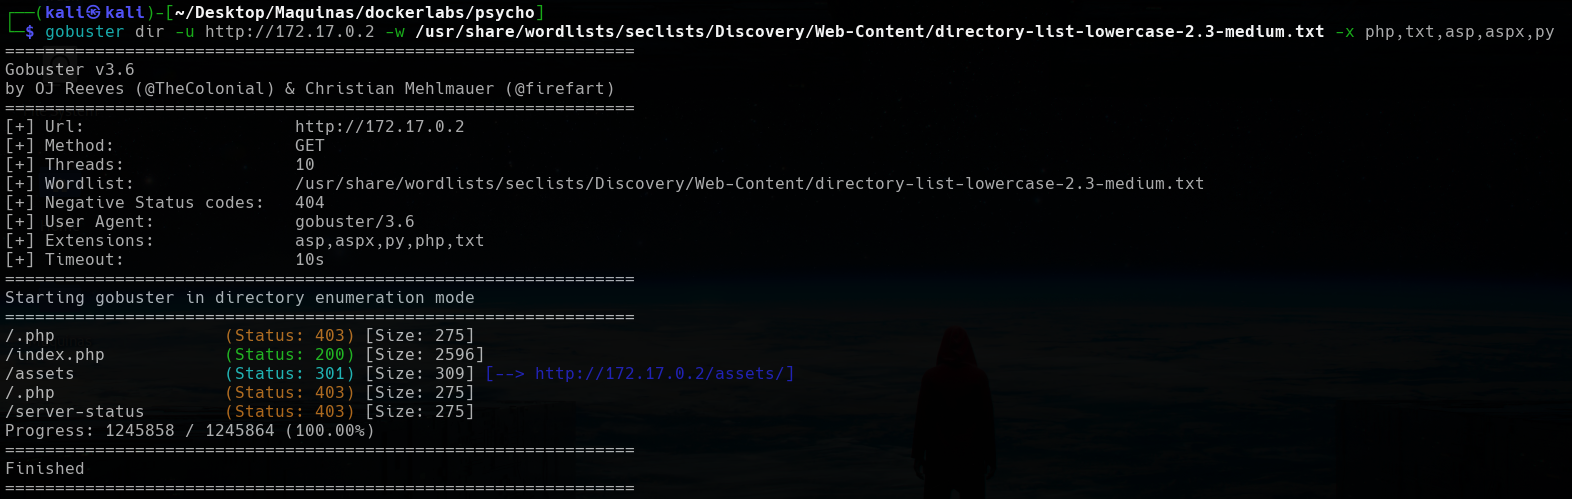 ┌──(kali㉿kali)-[~/Desktop/Maquinas/dockerlabs/psycho]
└─$ gobuster dir -u http://172.17.0.2 -w /usr/share/wordlists/seclists/Discovery/Web-Content/directory-list-lowercase-2.3-medium.txt -x php,txt,asp,aspx,py
===============================================================
Gobuster v3.6
by OJ Reeves (@TheColonial) & Christian Mehlmauer (@firefart)
===============================================================
[+] Url:                     http://172.17.0.2
[+] Method:                  GET
[+] Threads:                 10
[+] Wordlist:                /usr/share/wordlists/seclists/Discovery/Web-Content/directory-list-lowercase-2.3-medium.txt
[+] Negative Status codes:   404
[+] User Agent:              gobuster/3.6
[+] Extensions:              asp,aspx,py,php,txt
[+] Timeout:                 10s
===============================================================
Starting gobuster in directory enumeration mode
===============================================================
/.php                 (Status: 403) [Size: 275]
/index.php            (Status: 200) [Size: 2596]
/assets               (Status: 301) [Size: 309] [--> http://172.17.0.2/assets/]
/.php                 (Status: 403) [Size: 275]
/server-status        (Status: 403) [Size: 275]
Progress: 1245858 / 1245864 (100.00%)
===============================================================
Finished
===============================================================